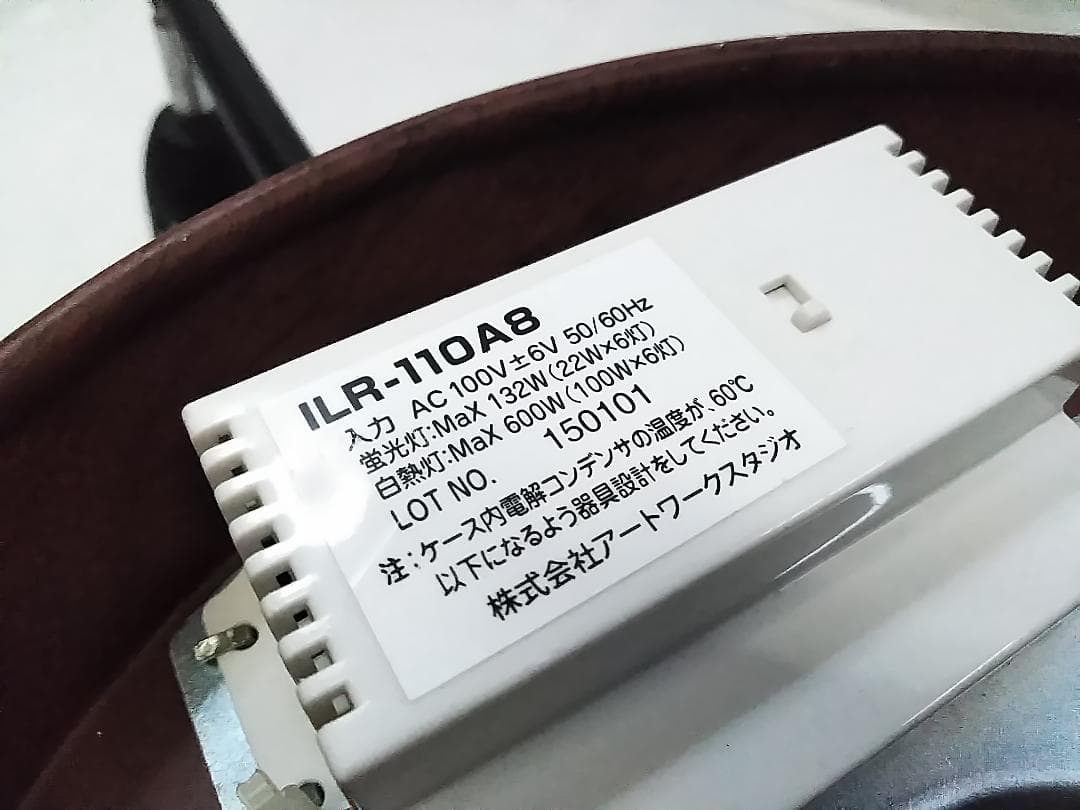 ILR-110A8
入力 AC100V±6V 50/60Hz
蛍光灯:MaX 132W(22W×6灯)
白熱灯:MaX 600W(100W×6灯)
LOT NO. 150101
注:ケース内電解コンデンサの温度が、60℃
以下になるよう器具設計をしてください。
株式会社アートワークスタジオ